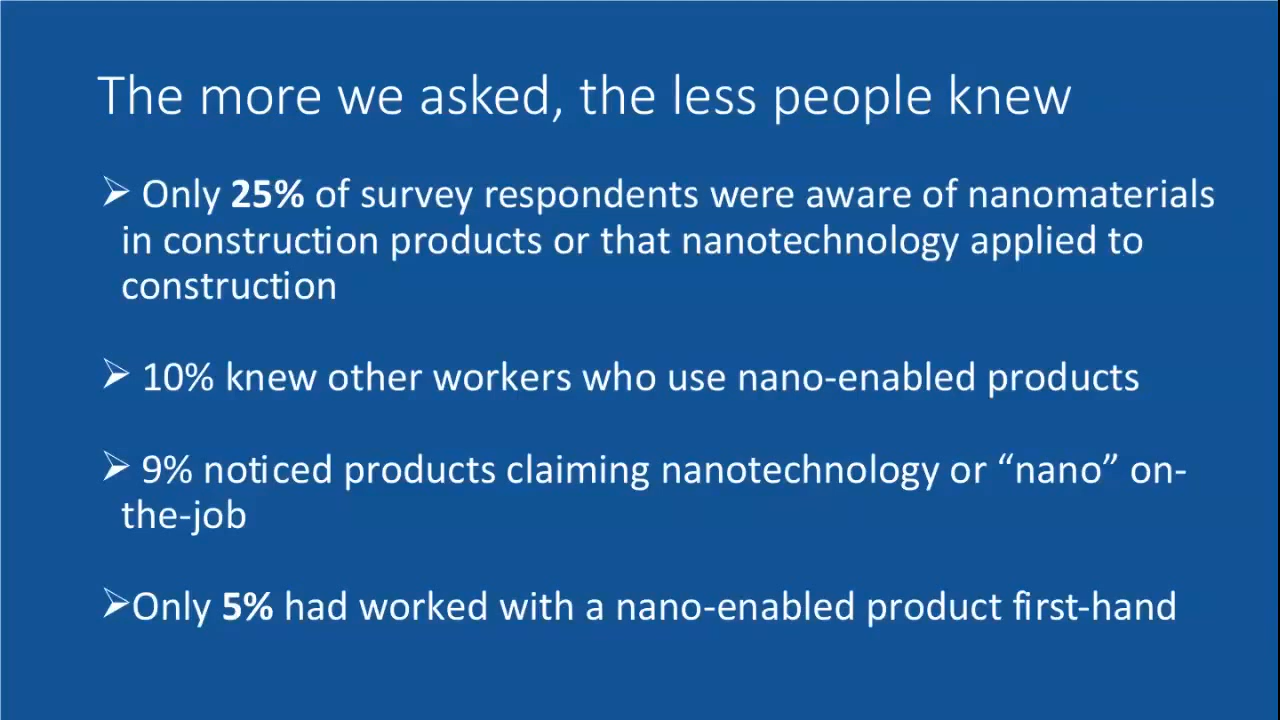 The more we asked, the less people knew
➢ Only 25% of survey respondents were aware of nanomaterials
in construction products or that nanotechnology applied to
construction
➢ 10% knew other workers who use nano-enabled products
➢ 9% noticed products claiming nanotechnology or “nano” on-
the-job
➢Only 5% had worked with a nano-enabled product first-hand